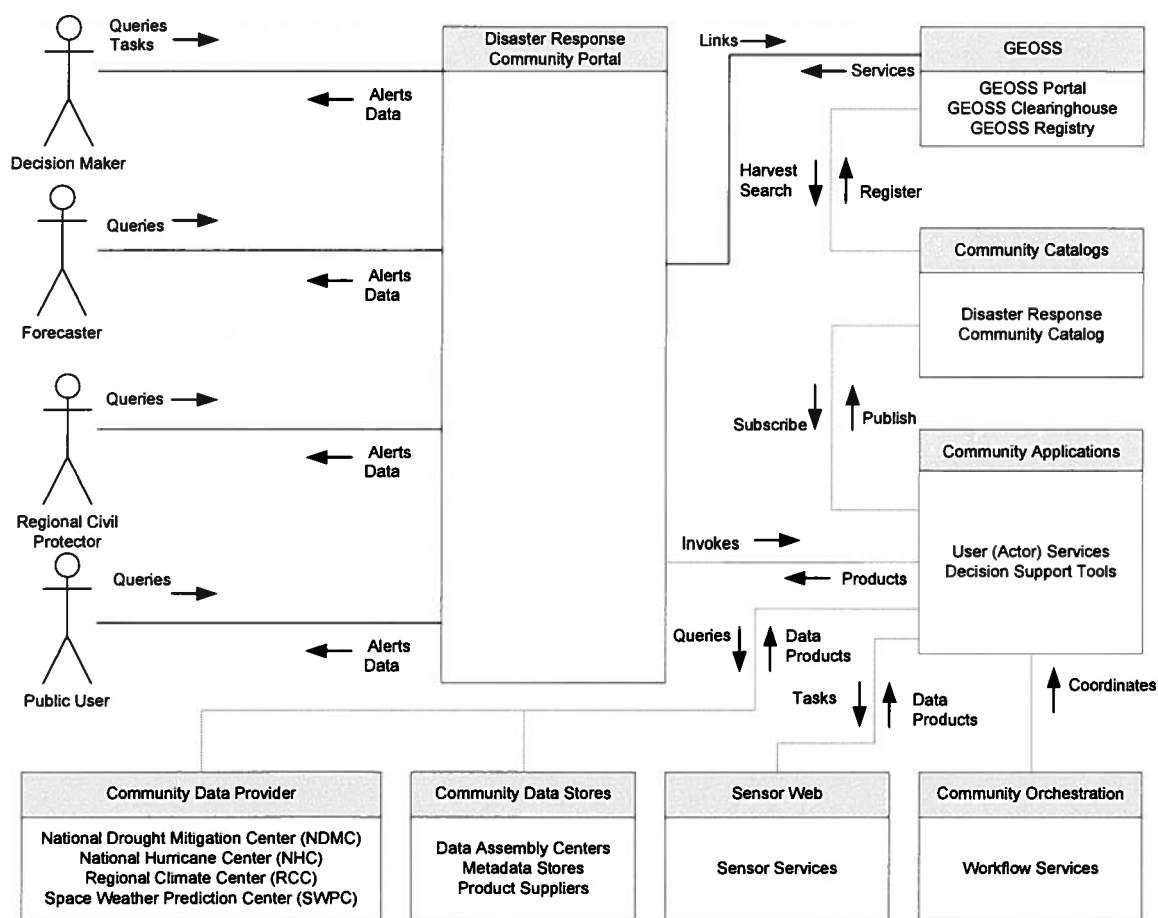 Queries
Tasks
Alerts
Data
Decision Maker
Queries
Alerts
Data
Forecaster
Queries
Alerts
Data
Regional Civil
Protector
Queries
Alerts
Data
Public User
Disaster Response
Community Portal
Links
Services
GEOSS
GEOSS Portal
GEOSS Clearinghouse
GEOSS Registry
Harvest
Search
Register
Community Catalogs
Disaster Response
Community Catalog
Subscribe
Publish
Community Applications
User (Actor) Services
Decision Support Tools
Invokes
Products
Queries
Data
Products
Tasks
Data
Products
Coordinates
Community Data Provider
National Drought Mitigation Center (NDMC)
National Hurricane Center (NHC)
Regional Climate Center (RCC)
Space Weather Prediction Center (SWPC)
Community Data Stores
Data Assembly Centers
Metadata Stores
Product Suppliers
Sensor Web
Sensor Services
Community Orchestration
Workflow Services